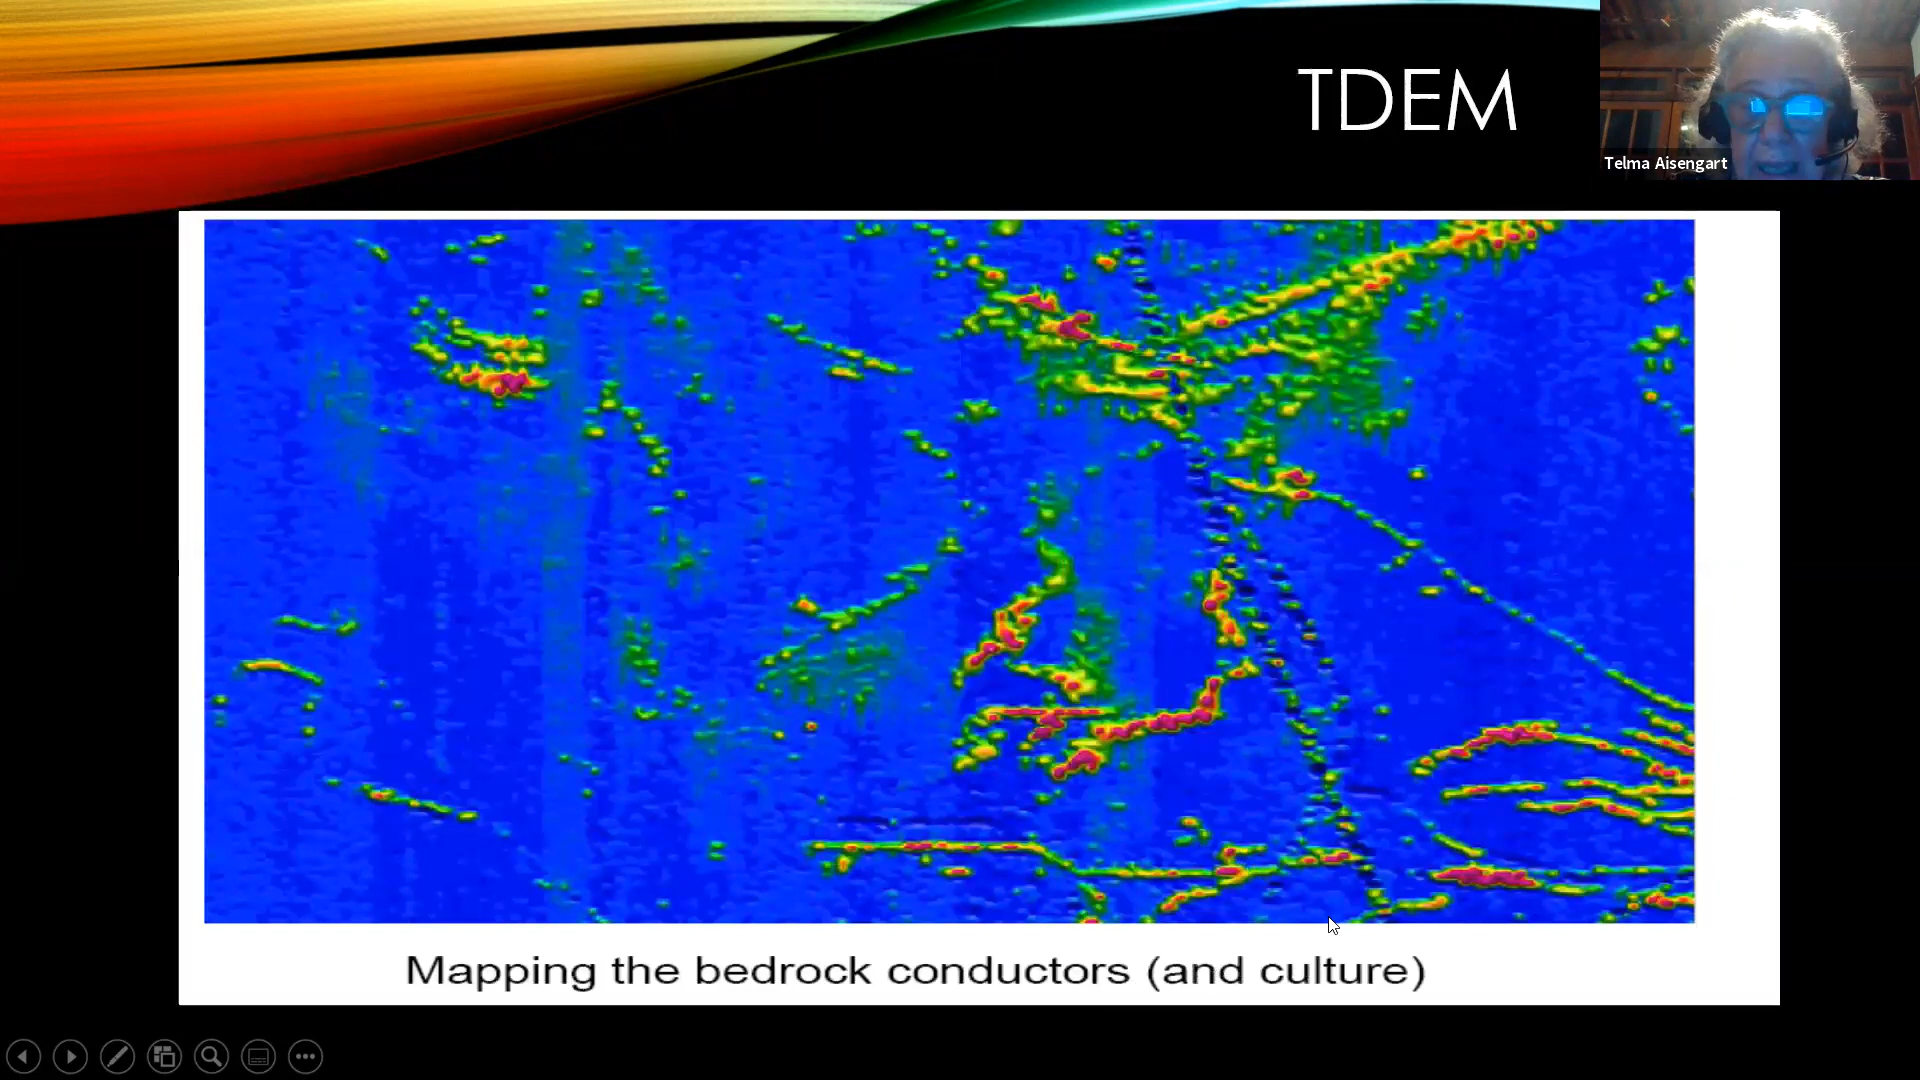 TDEM
Telma Aisengart
Mapping the bedrock conductors (and culture)